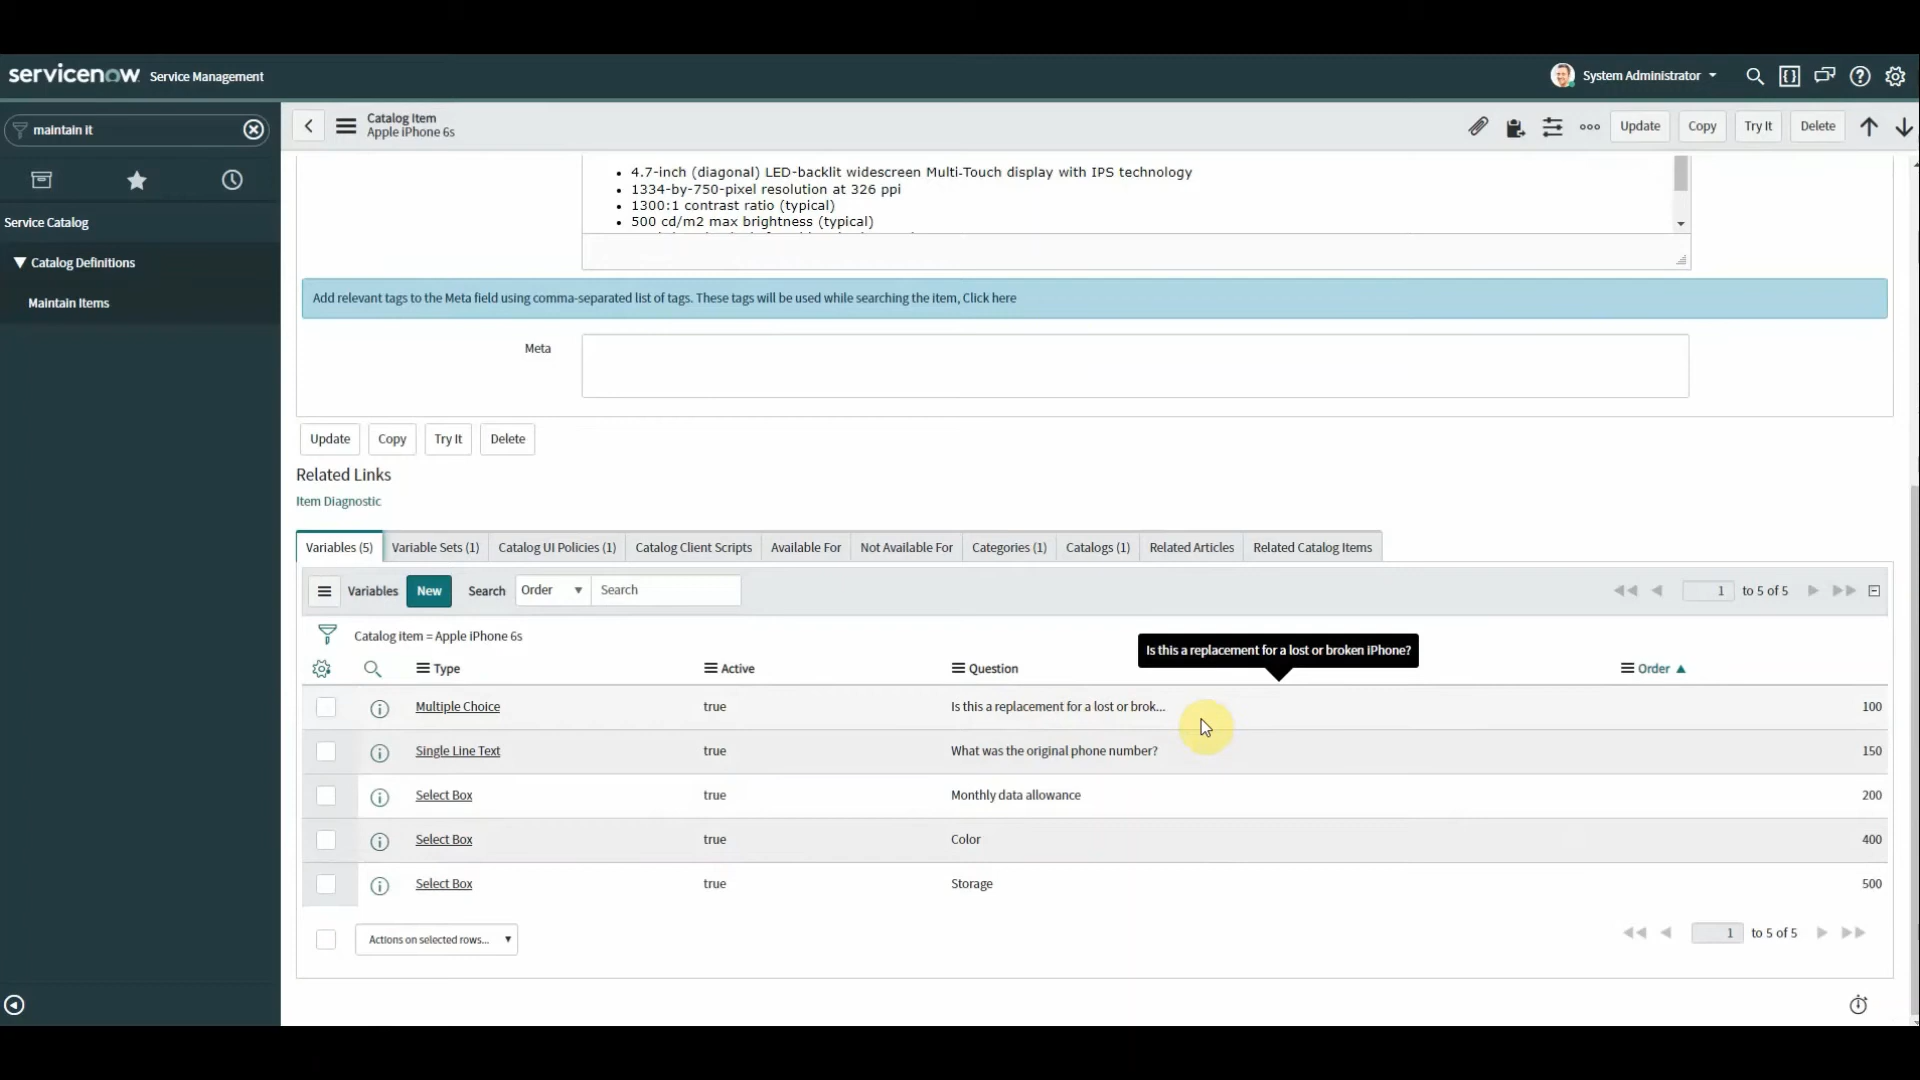 servicenow Service Management
System Administrator
maintain it
Catalog Item
Apple iPhone 6s
Update Copy Try It Delete
Service Catalog
Catalog Definitions
Maintain Items
• 4.7-inch (diagonal) LED-backlit widescreen Multi-Touch display with IPS technology
• 1334-by-750-pixel resolution at 326 ppi
• 1300:1 contrast ratio (typical)
• 500 cd/m2 max brightness (typical)
Add relevant tags to the Meta field using comma-separated list of tags. These tags will be used while searching the item, Click here
Meta
Update Copy Try It Delete
Related Links
Item Diagnostic
Variables (5) Variable Sets (1) Catalog UI Policies (1) Catalog Client Scripts Available For Not Available For Categories (1) Catalogs (1) Related Articles Related Catalog Items
Variables New Search Order Search 1 to 5 of 5
Catalog item = Apple iPhone 6s
Is this a replacement for a lost or broken iPhone?
Type Active Question Order
Multiple Choice true Is this a replacement for a lost or brok... 100
Single Line Text true What was the original phone number? 150
Select Box true Monthly data allowance 200
Select Box true Color 400
Select Box true Storage 500
Actions on selected rows... 1 to 5 of 5